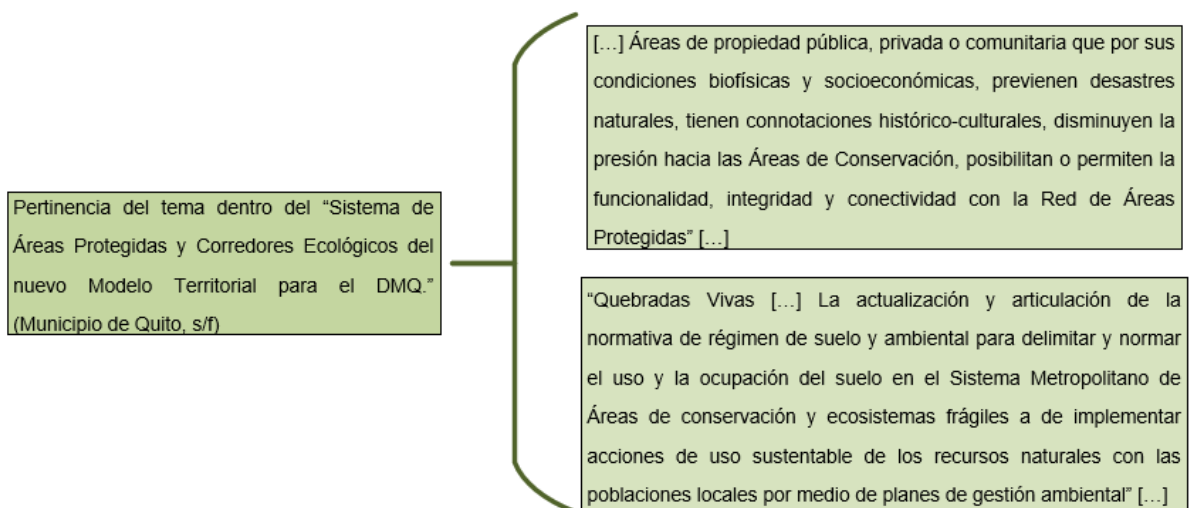 Pertinencia del tema dentro del “Sistema de
Áreas Protegidas y Corredores Ecológicos del
nuevo Modelo Territorial para el DMQ.”
(Municipio de Quito, s/f)
[…] Áreas de propiedad pública, privada o comunitaria que por sus
condiciones biofísicas y socioeconómicas, previenen desastres
naturales, tienen connotaciones histórico-culturales, disminuyen la
presión hacia las Áreas de Conservación, posibilitan o permiten la
funcionalidad, integridad y conectividad con la Red de Áreas
Protegidas” […]
“Quebradas Vivas […] La actualización y articulación de la
normativa de régimen de suelo y ambiental para delimitar y normar
el uso y la ocupación del suelo en el Sistema Metropolitano de
Áreas de conservación y ecosistemas frágiles a de implementar
acciones de uso sustentable de los recursos naturales con las
poblaciones locales por medio de planes de gestión ambiental” […]